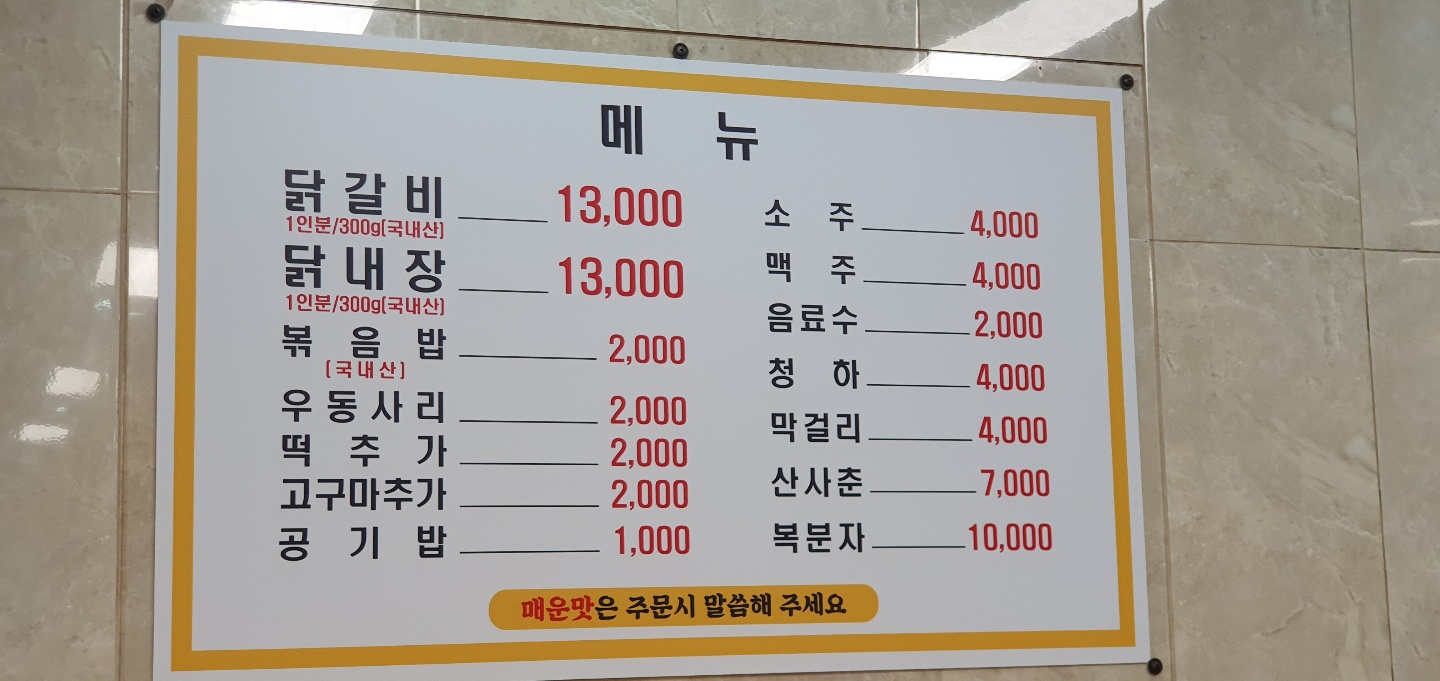 메 뉴
닭 갈 비 13,000
1인분/300g(국내산)
닭 내 장 13,000
1인분/300g(국내산)
볶 음 밥 2,000
(국내산)
우 동 사 리 2,000
떡 추 가 2,000
고구마추가 2,000
공 기 밥 1,000
소 주 4,000
맥 주 4,000
음료수 2,000
청 하 4,000
막걸리 4,000
산사춘 7,000
복분자 10,000
매운맛은 주문시 말씀해 주세요